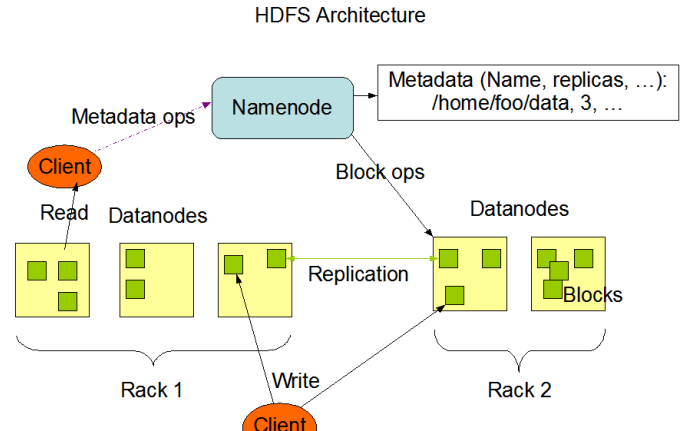 HDFS Architecture
Metadata (Name, replicas, ...):
/home/foo/data, 3, ...
Namenode
Metadata ops
Client
Block ops
Read
Datanodes
Datanodes
Replication
Blocks
Write
Rack 1
Rack 2
Client